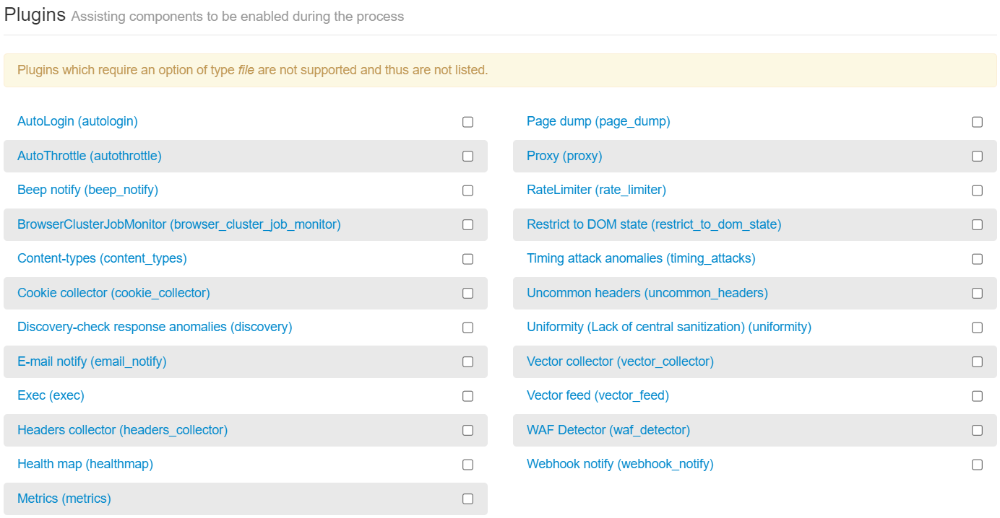 Plugins Assisting components to be enabled during the process
Plugins which require an option of type file are not supported and thus are not listed.
AutoLogin (autologin)
AutoThrottle (autothrottle)
Beep notify (beep_notify)
BrowserClusterJobMonitor (browser_cluster_job_monitor)
Content-types (content_types)
Cookie collector (cookie_collector)
Discovery-check response anomalies (discovery)
E-mail notify (email_notify)
Exec (exec)
Headers collector (headers_collector)
Health map (healthmap)
Metrics (metrics)
Page dump (page_dump)
Proxy (proxy)
RateLimiter (rate_limiter)
Restrict to DOM state (restrict_to_dom_state)
Timing attack anomalies (timing_attacks)
Uncommon headers (uncommon_headers)
Uniformity (Lack of central sanitization) (uniformity)
Vector collector (vector_collector)
Vector feed (vector_feed)
WAF Detector (waf_detector)
Webhook notify (webhook_notify)